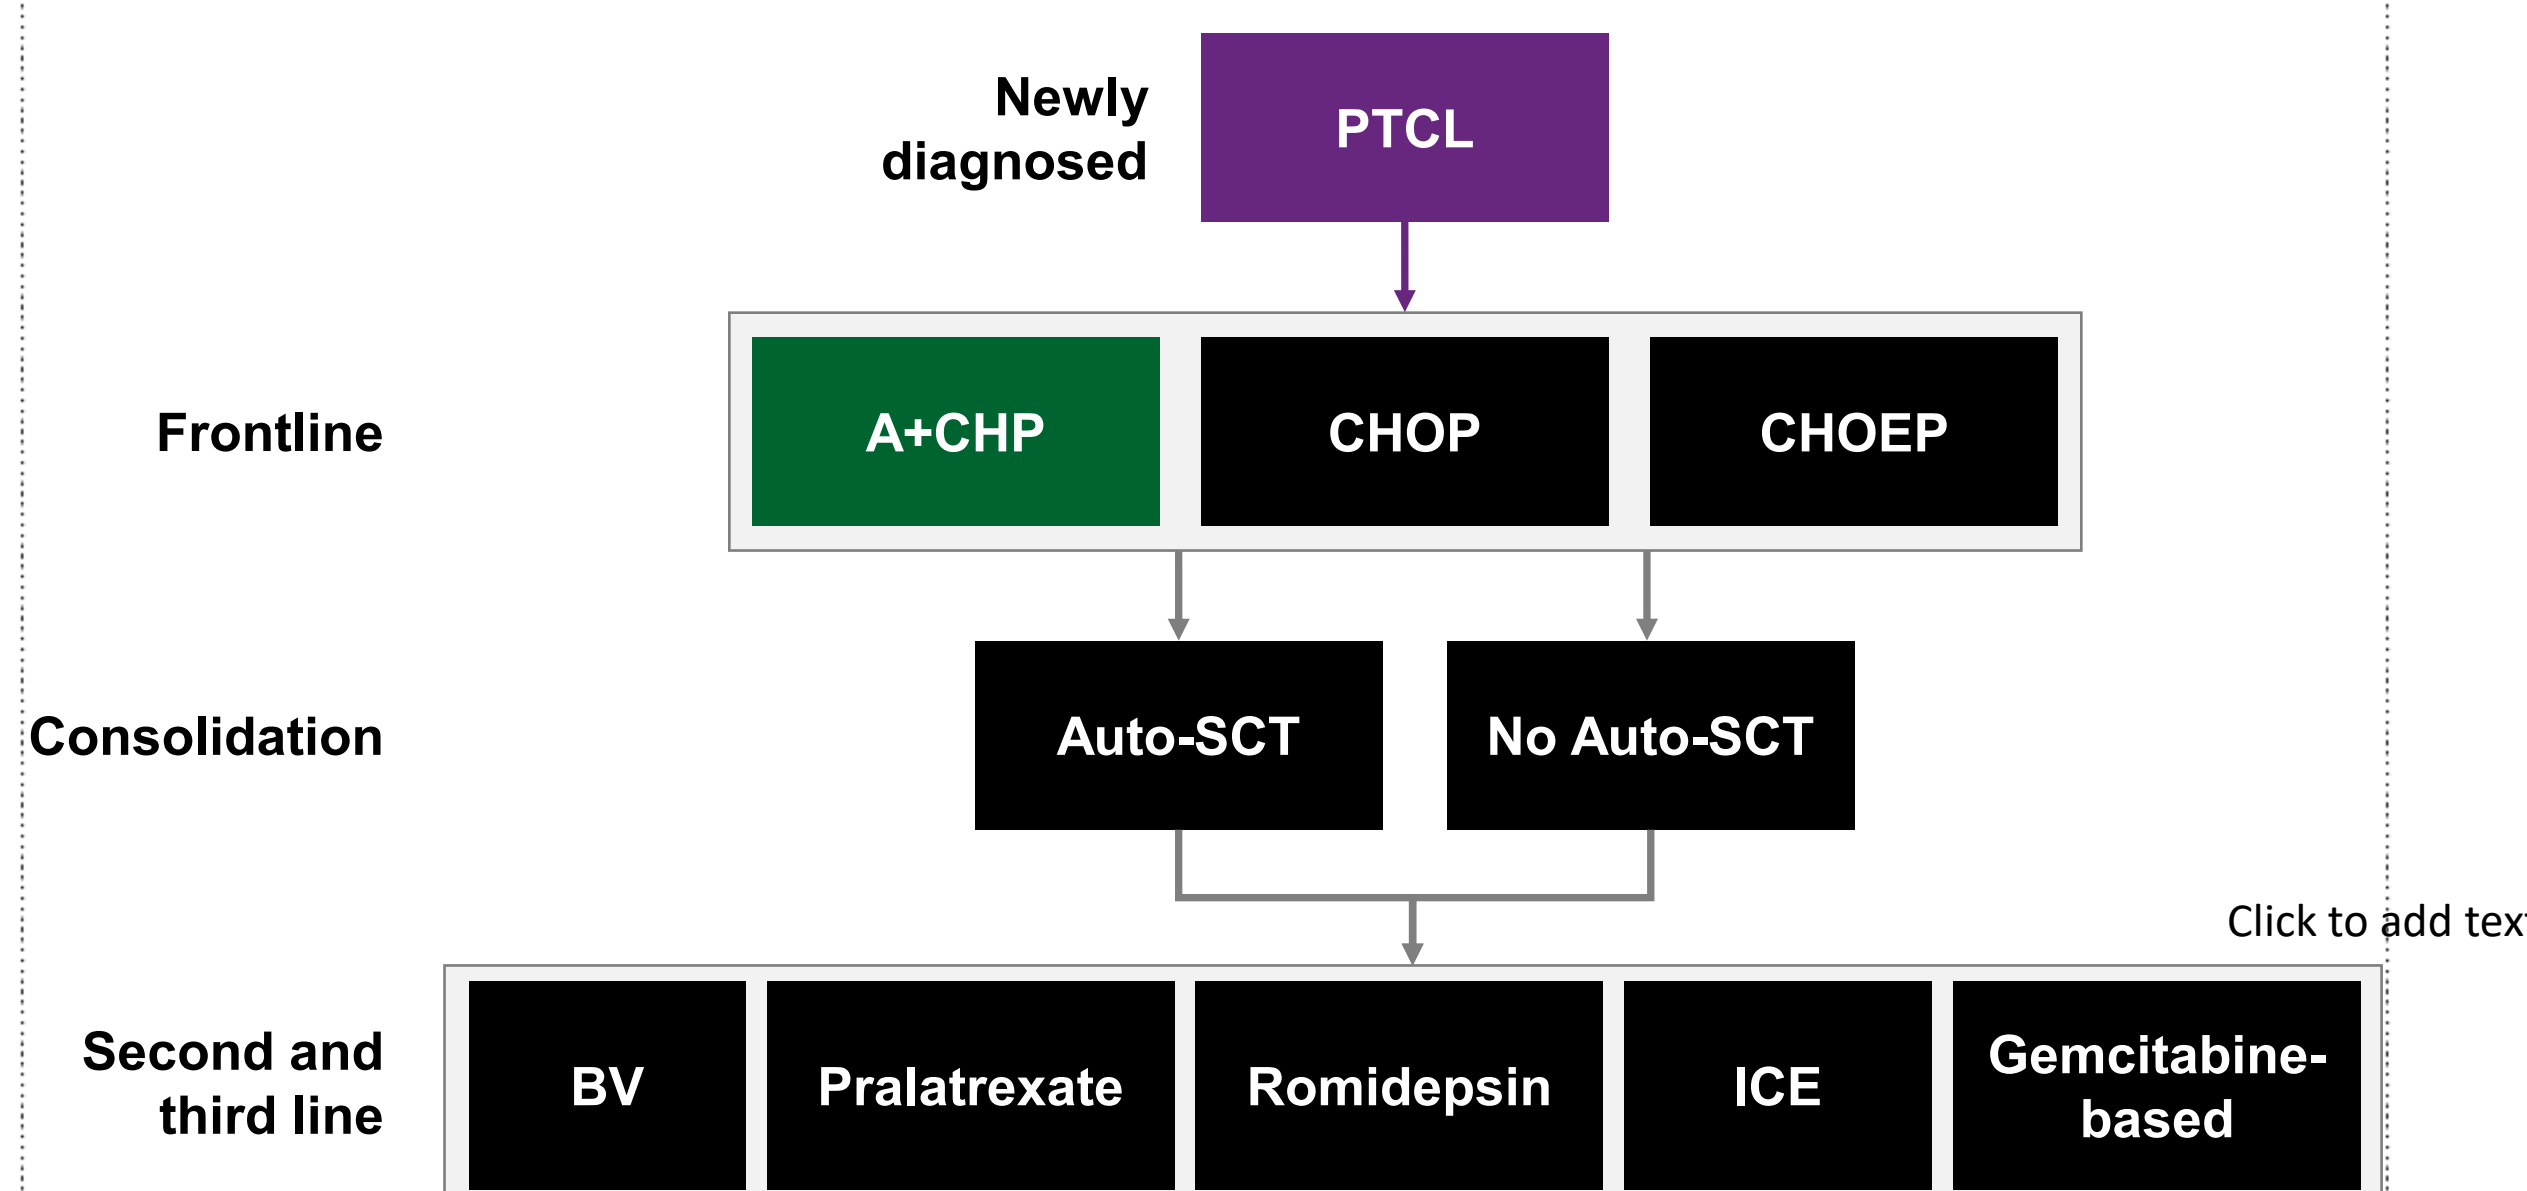 Newly
diagnosed
PTCL
Frontline
A+CHP
CHOP
CHOEP
Consolidation
Auto-SCT
No Auto-SCT
Click to add tex
Second and
third line
BV
Pralatrexate
Romidepsin
ICE
Gemcitabine-
based